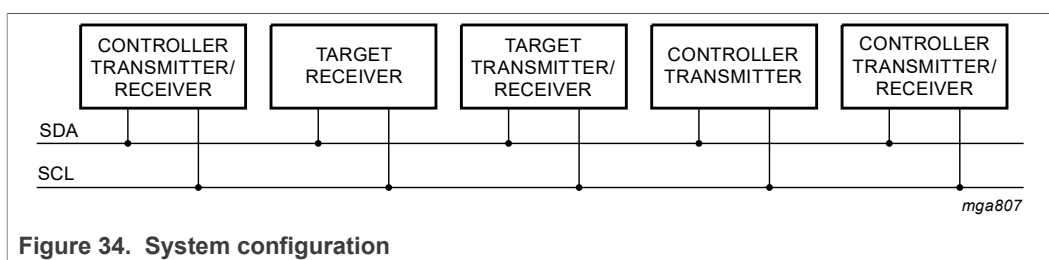 CONTROLLER
TRANSMITTER/
RECEIVER
TARGET
RECEIVER
TARGET
TRANSMITTER/
RECEIVER
CONTROLLER
TRANSMITTER
CONTROLLER
TRANSMITTER/
RECEIVER
SDA
SCL
mga807
Figure 34. System configuration